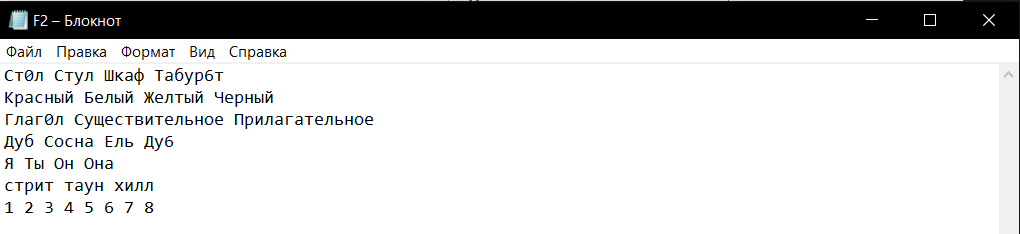 F2 – Блокнот
Файл Правка Формат Вид Справка
Ст0л Стул Шкаф Табур6т
Красный Белый Желтый Черный
Глаг0л Существительное Прилагательное
Дуб Сосна Ель Ду6
Я Ты Он Она
стрит таун хилл
1 2 3 4 5 6 7 8